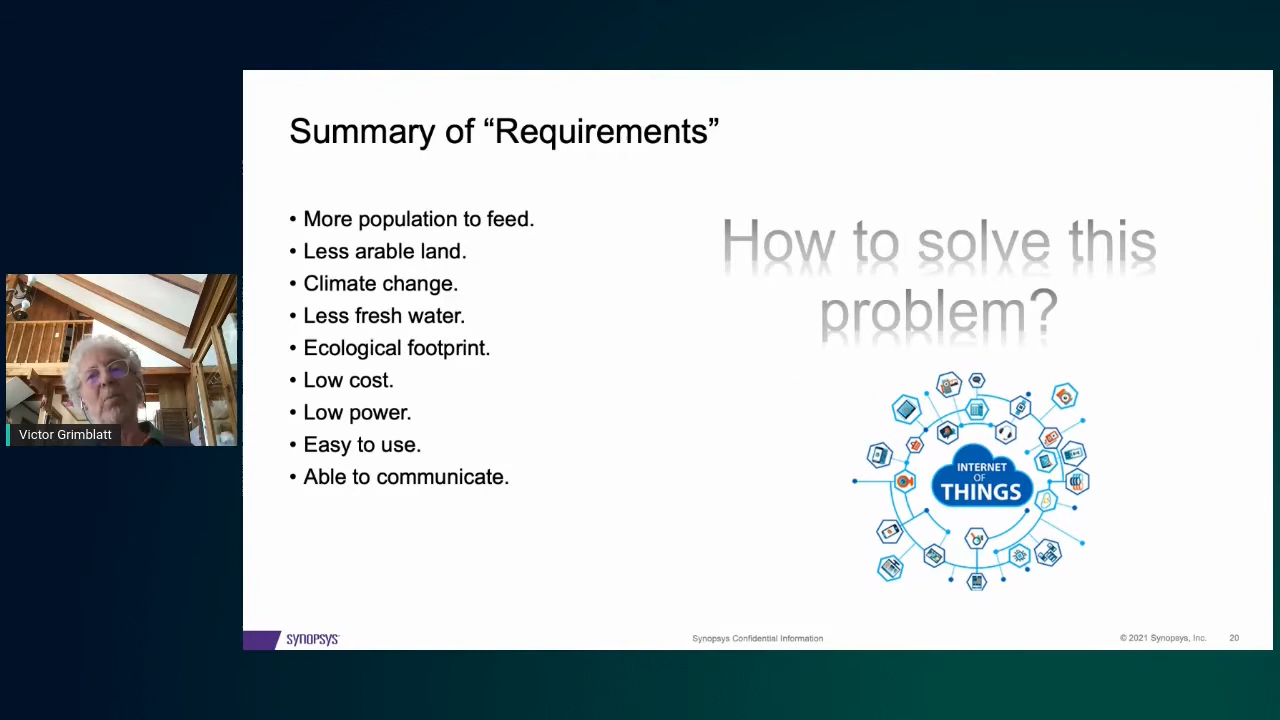 Summary of “Requirements”
• More population to feed.
• Less arable land.
• Climate change.
• Less fresh water.
• Ecological footprint.
• Low cost.
• Low power.
• Easy to use.
• Able to communicate.
How to solve this
problem?
INTERNET
OF
THINGS
Victor Grimblatt
SYNOPSYS
Synopsys Confidential Information
© 2021 Synopsys, Inc.
20